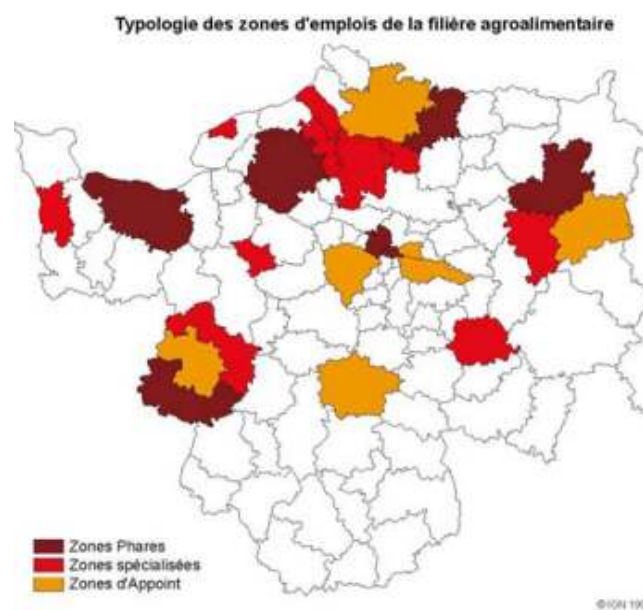 Typologie des zones d'emplois de la filière agroalimentaire
Zones Phares
Zones spécialisées
Zones d'Appoint